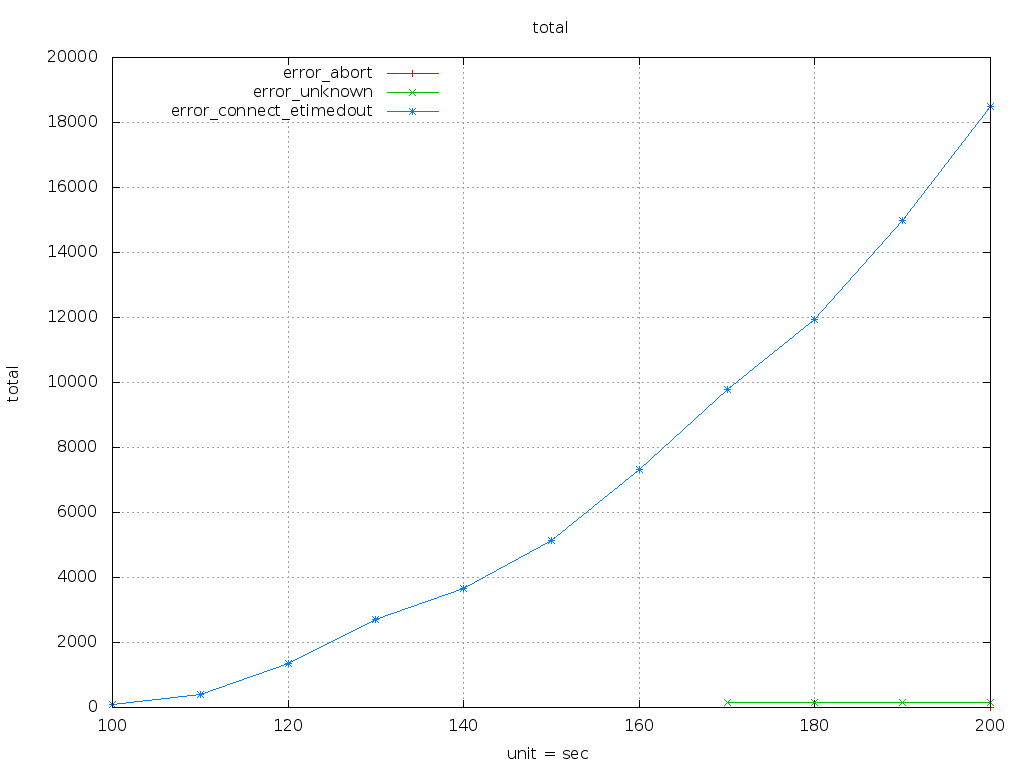 total
20000
error_abort
error_unknown
error_connect_etimedout
18000
16000
14000
12000
10000
total
8000
6000
4000
2000
0
100 120 140 160 180 200
unit = sec